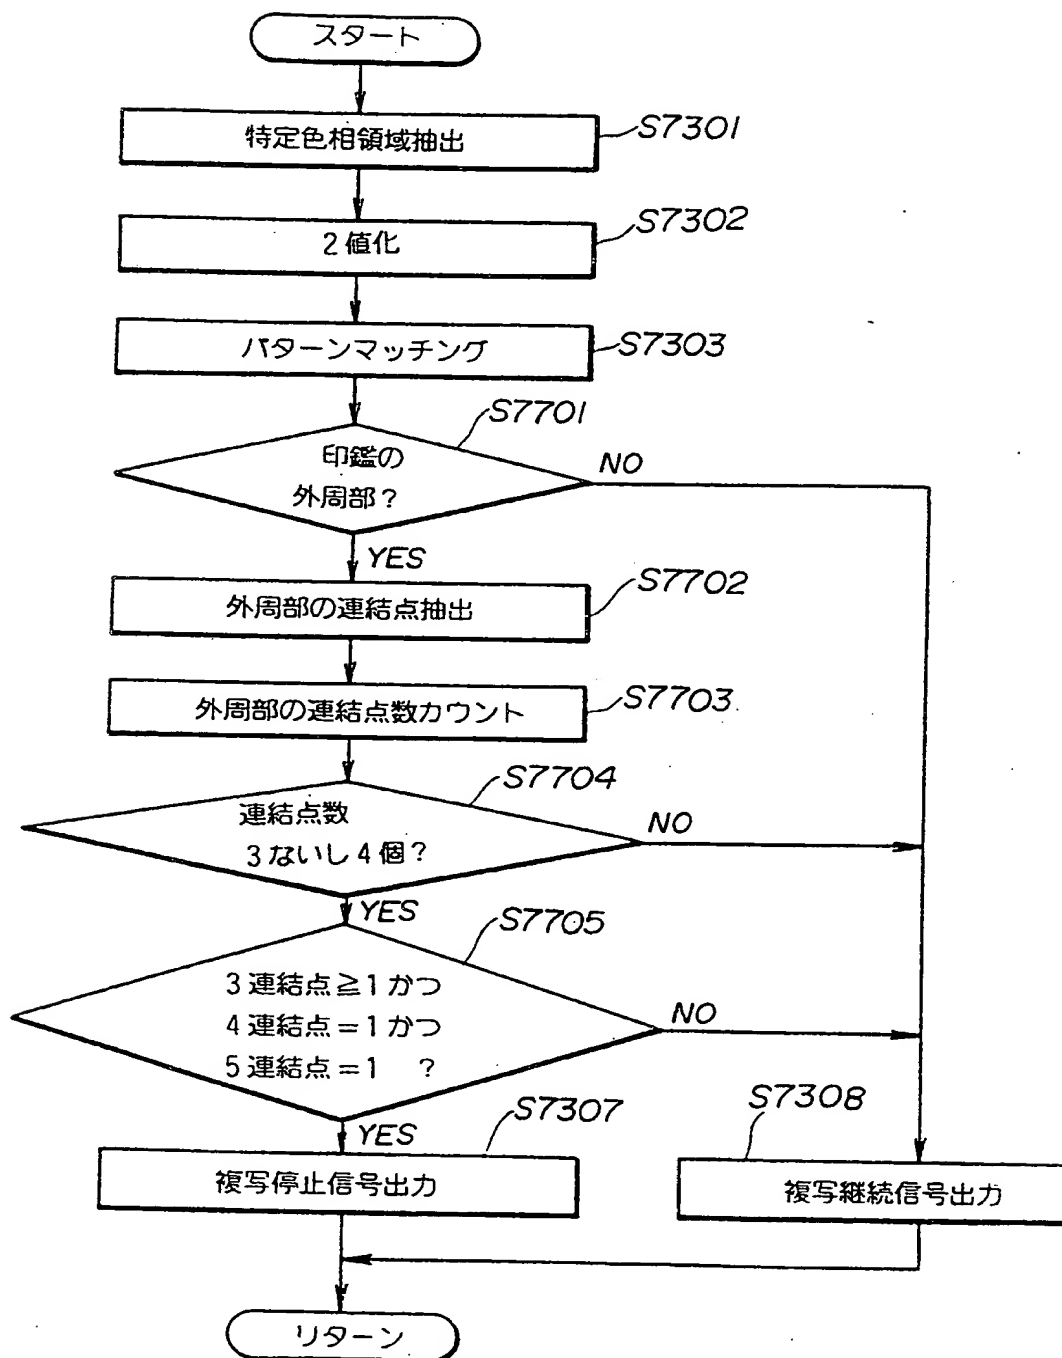 スタート
特定色相領域抽出
S7301
2値化
S7302
パターンマッチング
S7303
S7701
印鑑の
外周部?
NO
YES
外周部の連結点抽出
S7702
外周部の連結点数カウント
S7703
S7704
連結点数
3ないし4個?
NO
YES
S7705
3連結点≧1かつ
4連結点=1かつ
5連結点=1 ?
NO
YES
S7307
複写停止信号出力
S7308
複写継続信号出力
リターン